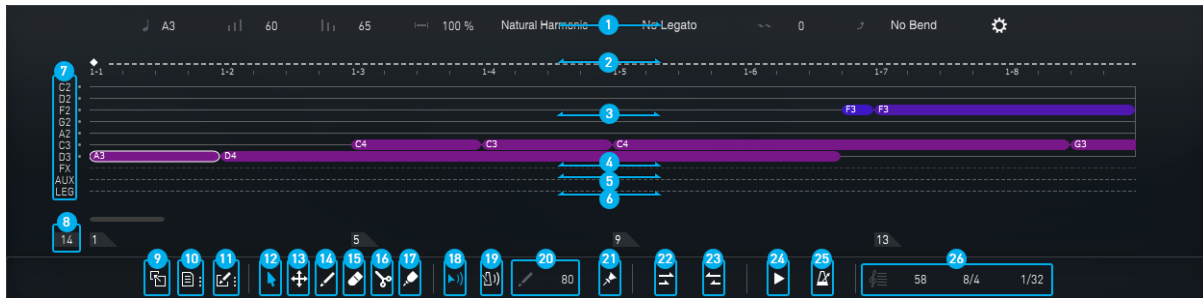 A3 60 65 100 % Natural Harmonic 1 No Legato 0 No Bend
2
7 1-1 1-2 1-3 1-4 1-5 1-6 1-7 1-8
C2
D2
F2 3 F3 F3
G2
A2
C3 C4 C3 C4 G3
D3 A3 D4
FX 4
AUX 5
LEG 6
8
14 1 5 9 13
9 10 11 12 13 14 15 16 17 18 19 20 21 22 23 24 25 26
80 58 8/4 1/32